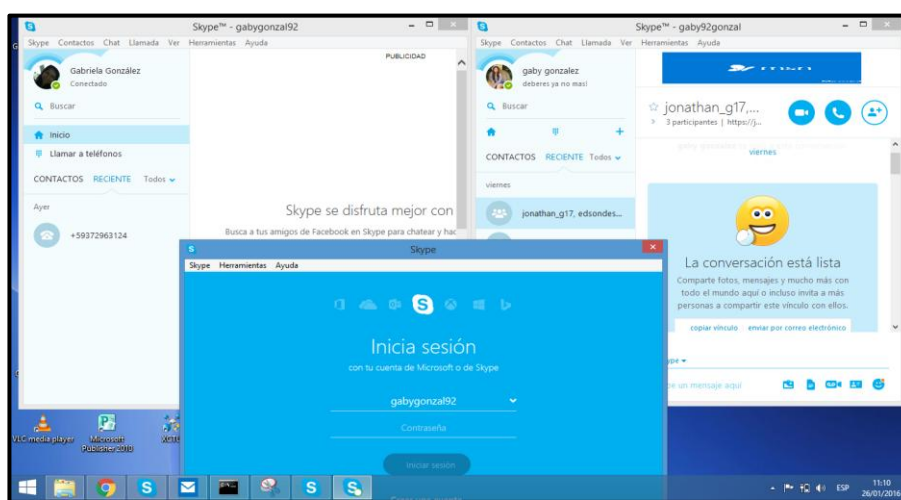 Skype™ - gabygonzal92
Skype Contactos Chat Llamada Ver Herramientas Ayuda
Gabriela González
Conectado
Buscar
Inicio
Llamar a teléfonos
CONTACTOS RECIENTE Todos
Ayer
+59372963124
PUBLICIDAD
Skype se disfruta mejor con
Busca a tus amigos de Facebook en Skype para chatear y hac
Skype™ - gaby92gonzal
Skype Contactos Chat Llamada Ver Herramientas Ayuda
gaby gonzalez
deberes ya no mas!
Buscar
CONTACTOS RECIENTE Todos
viernes
jonathan_g17, edsondes...
jonathan_g17,...
3 participantes | https://j...
viernes
La conversación está lista
Comparte fotos, mensajes y mucho más con
todo el mundo aquí o incluso invita a más
personas a compartir este vínculo con ellos.
copiar vínculo enviar por correo electrónico
un mensaje aquí
Skype
Skype Herramientas Ayuda
Inicia sesión
con tu cuenta de Microsoft o de Skype
gabygonzal92
Contraseña
Iniciar sesión
VLC media player
Microsoft
Publisher 2010
ESP
11:10
26/01/2016